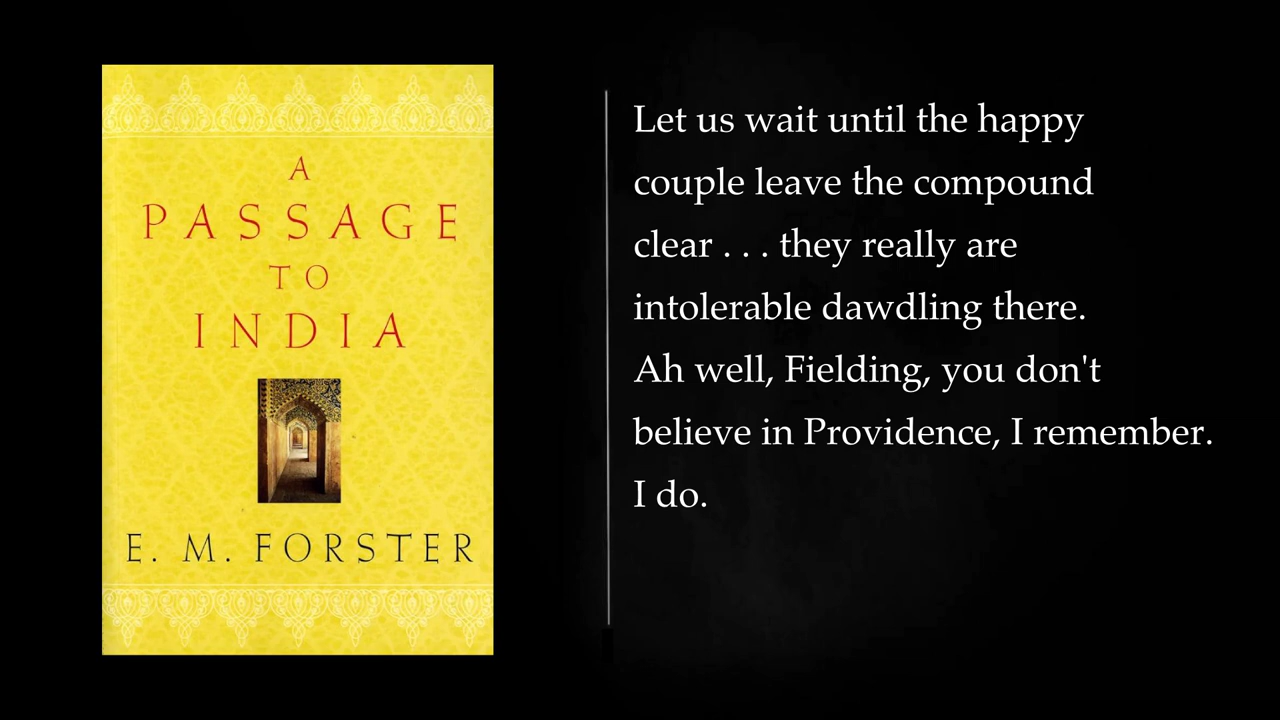 A
PASSAGE
TO
INDIA
E. M. FORSTER
Let us wait until the happy
couple leave the compound
clear . . . they really are
intolerable dawdling there.
Ah well, Fielding, you don't
believe in Providence, I remember.
I do.